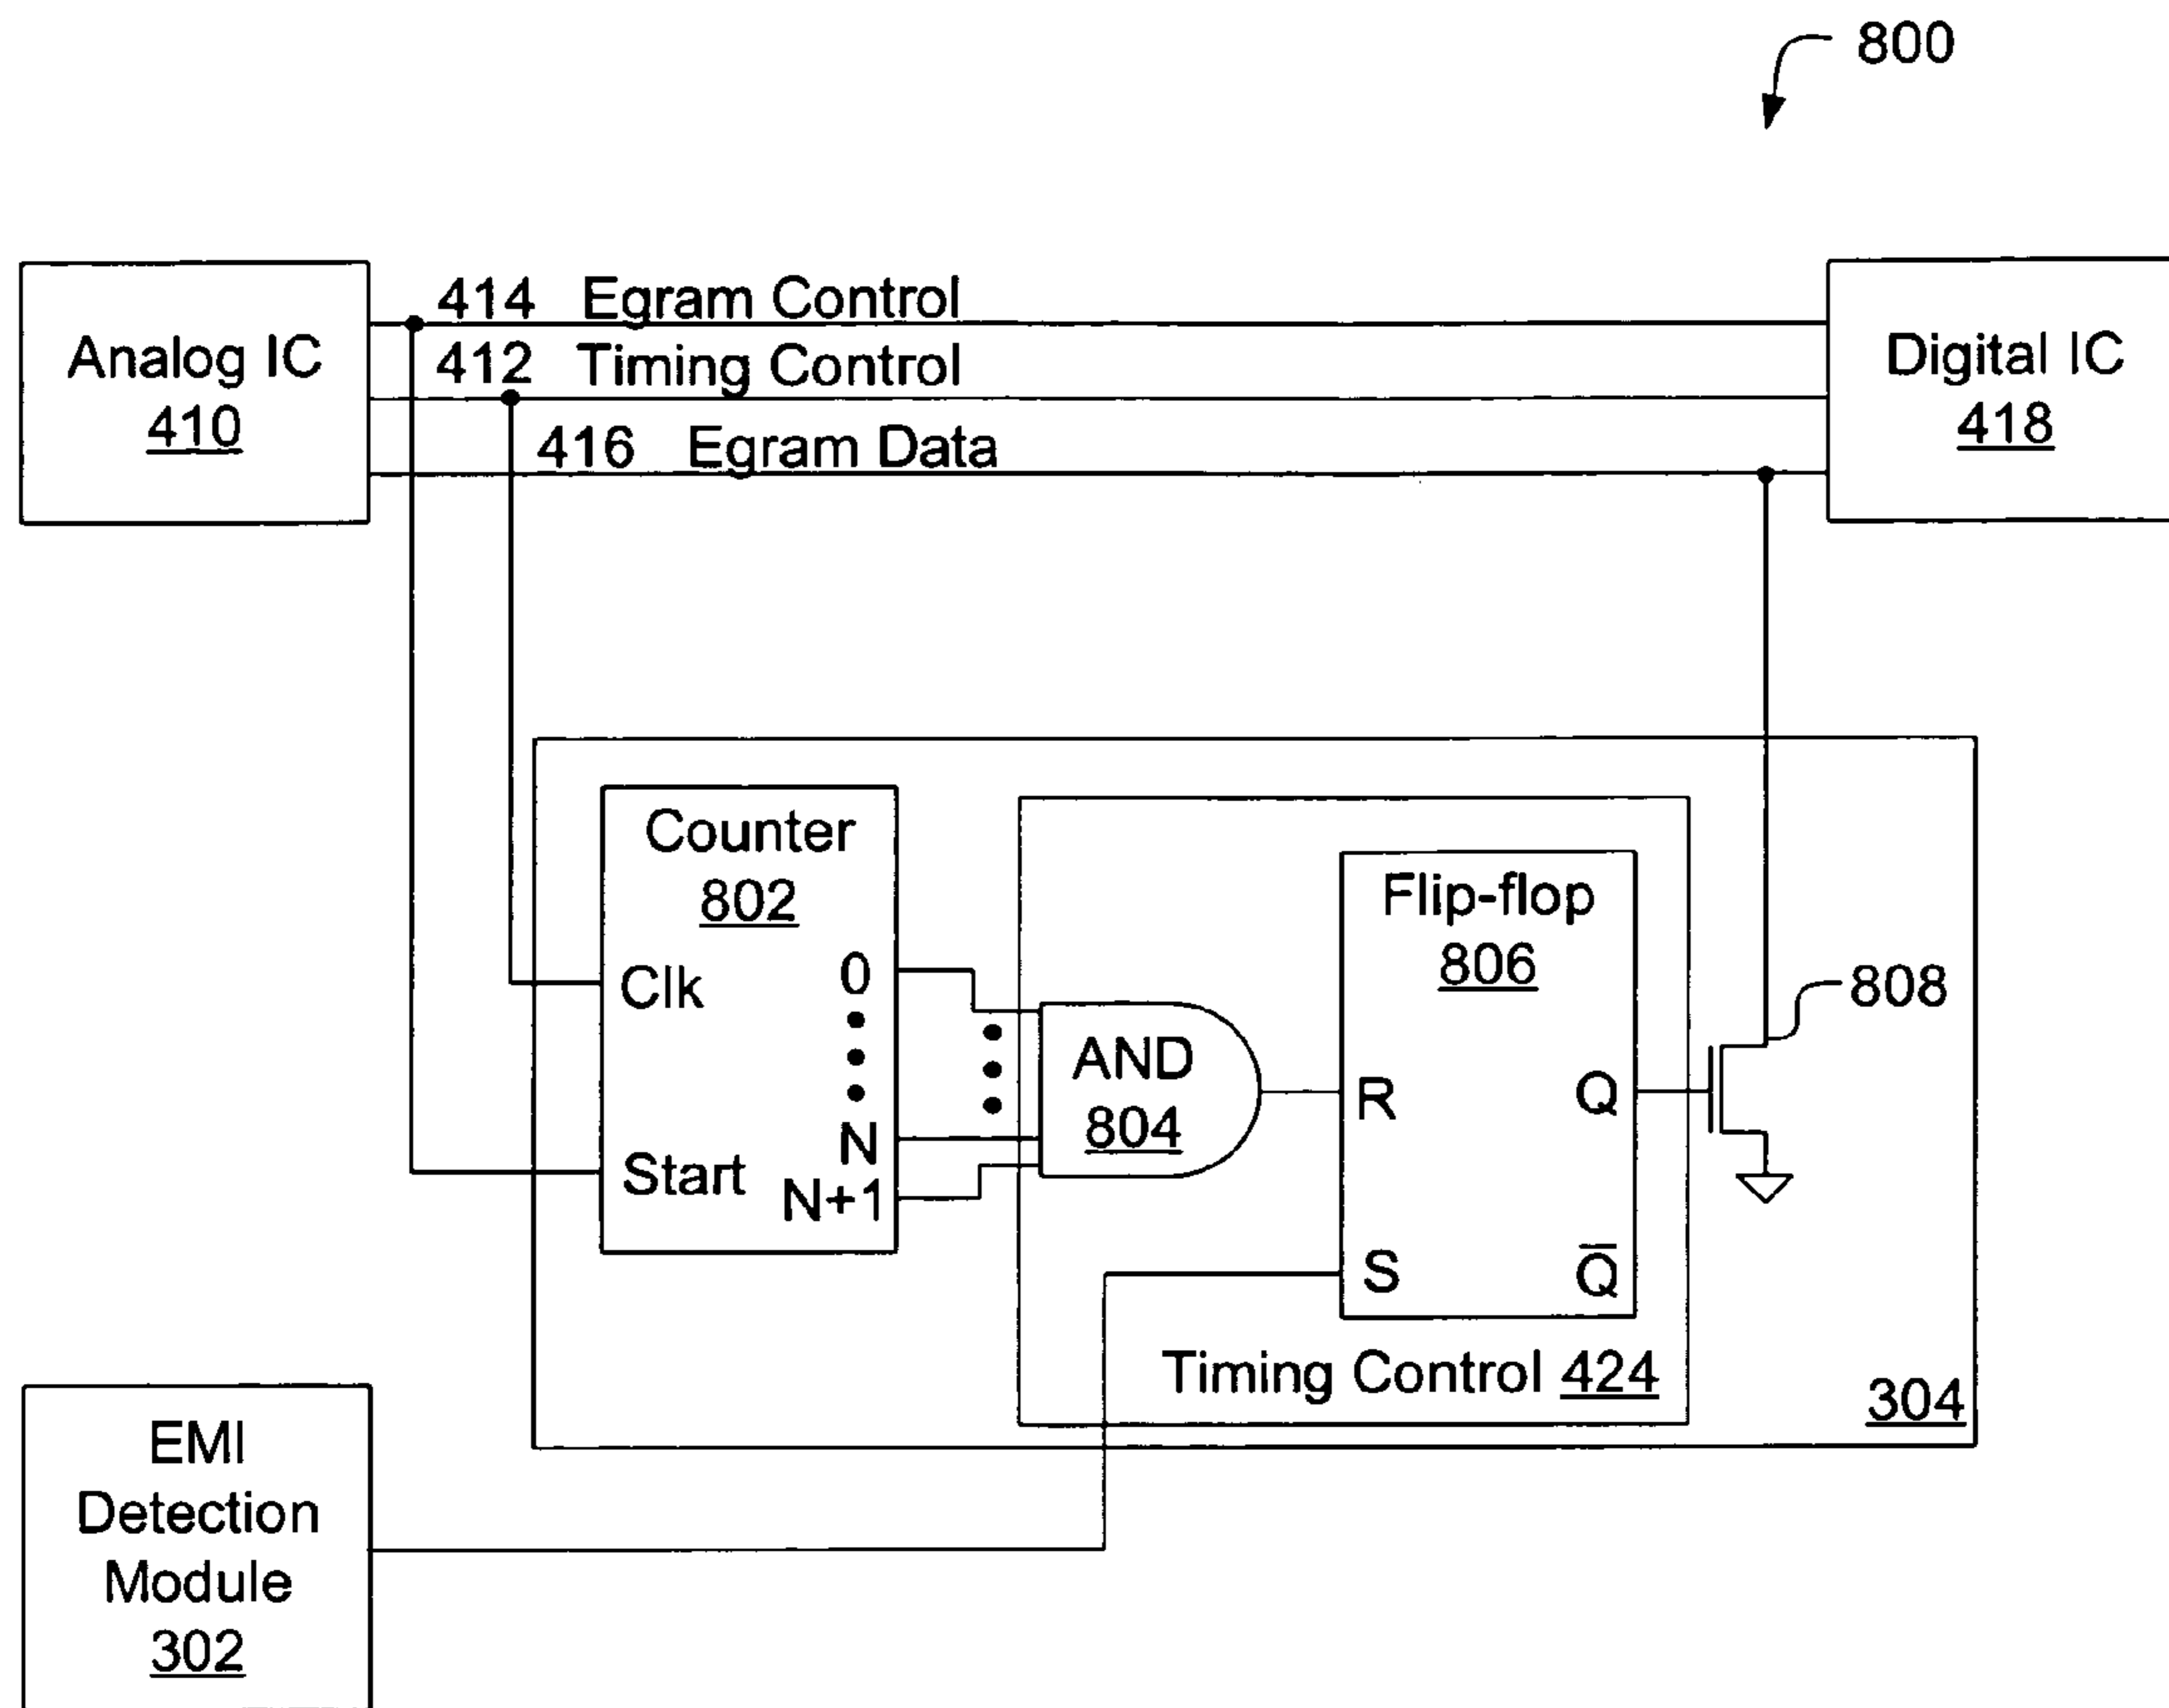 800
414 Egram Control
Analog IC
410
412 Timing Control
416 Egram Data
Digital IC
418
Counter
802
Clk
0
N
Start
N+1
AND
804
Flip-flop
806
R
Q
S
Q̅
808
Timing Control 424
304
EMI
Detection
Module
302